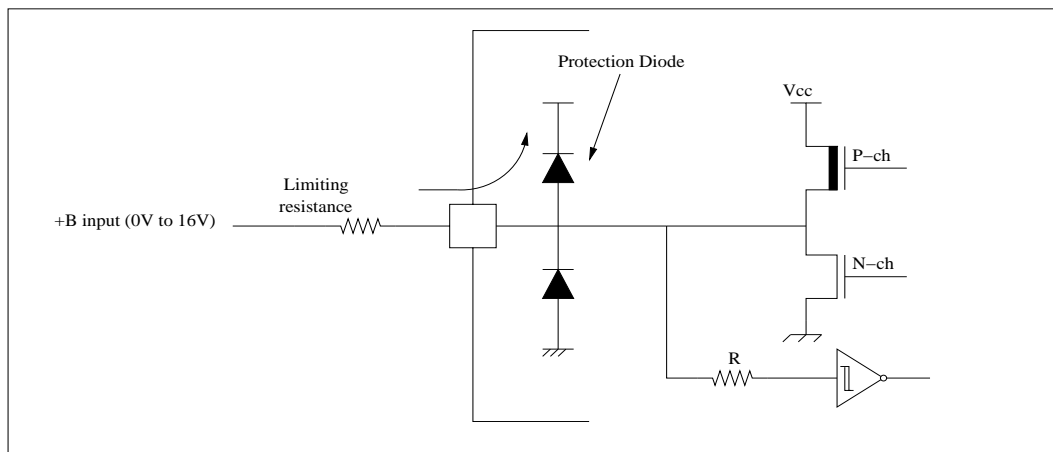 Protection Diode
Vcc
P−ch
Limiting
resistance
+B input (0V to 16V)
N−ch
R